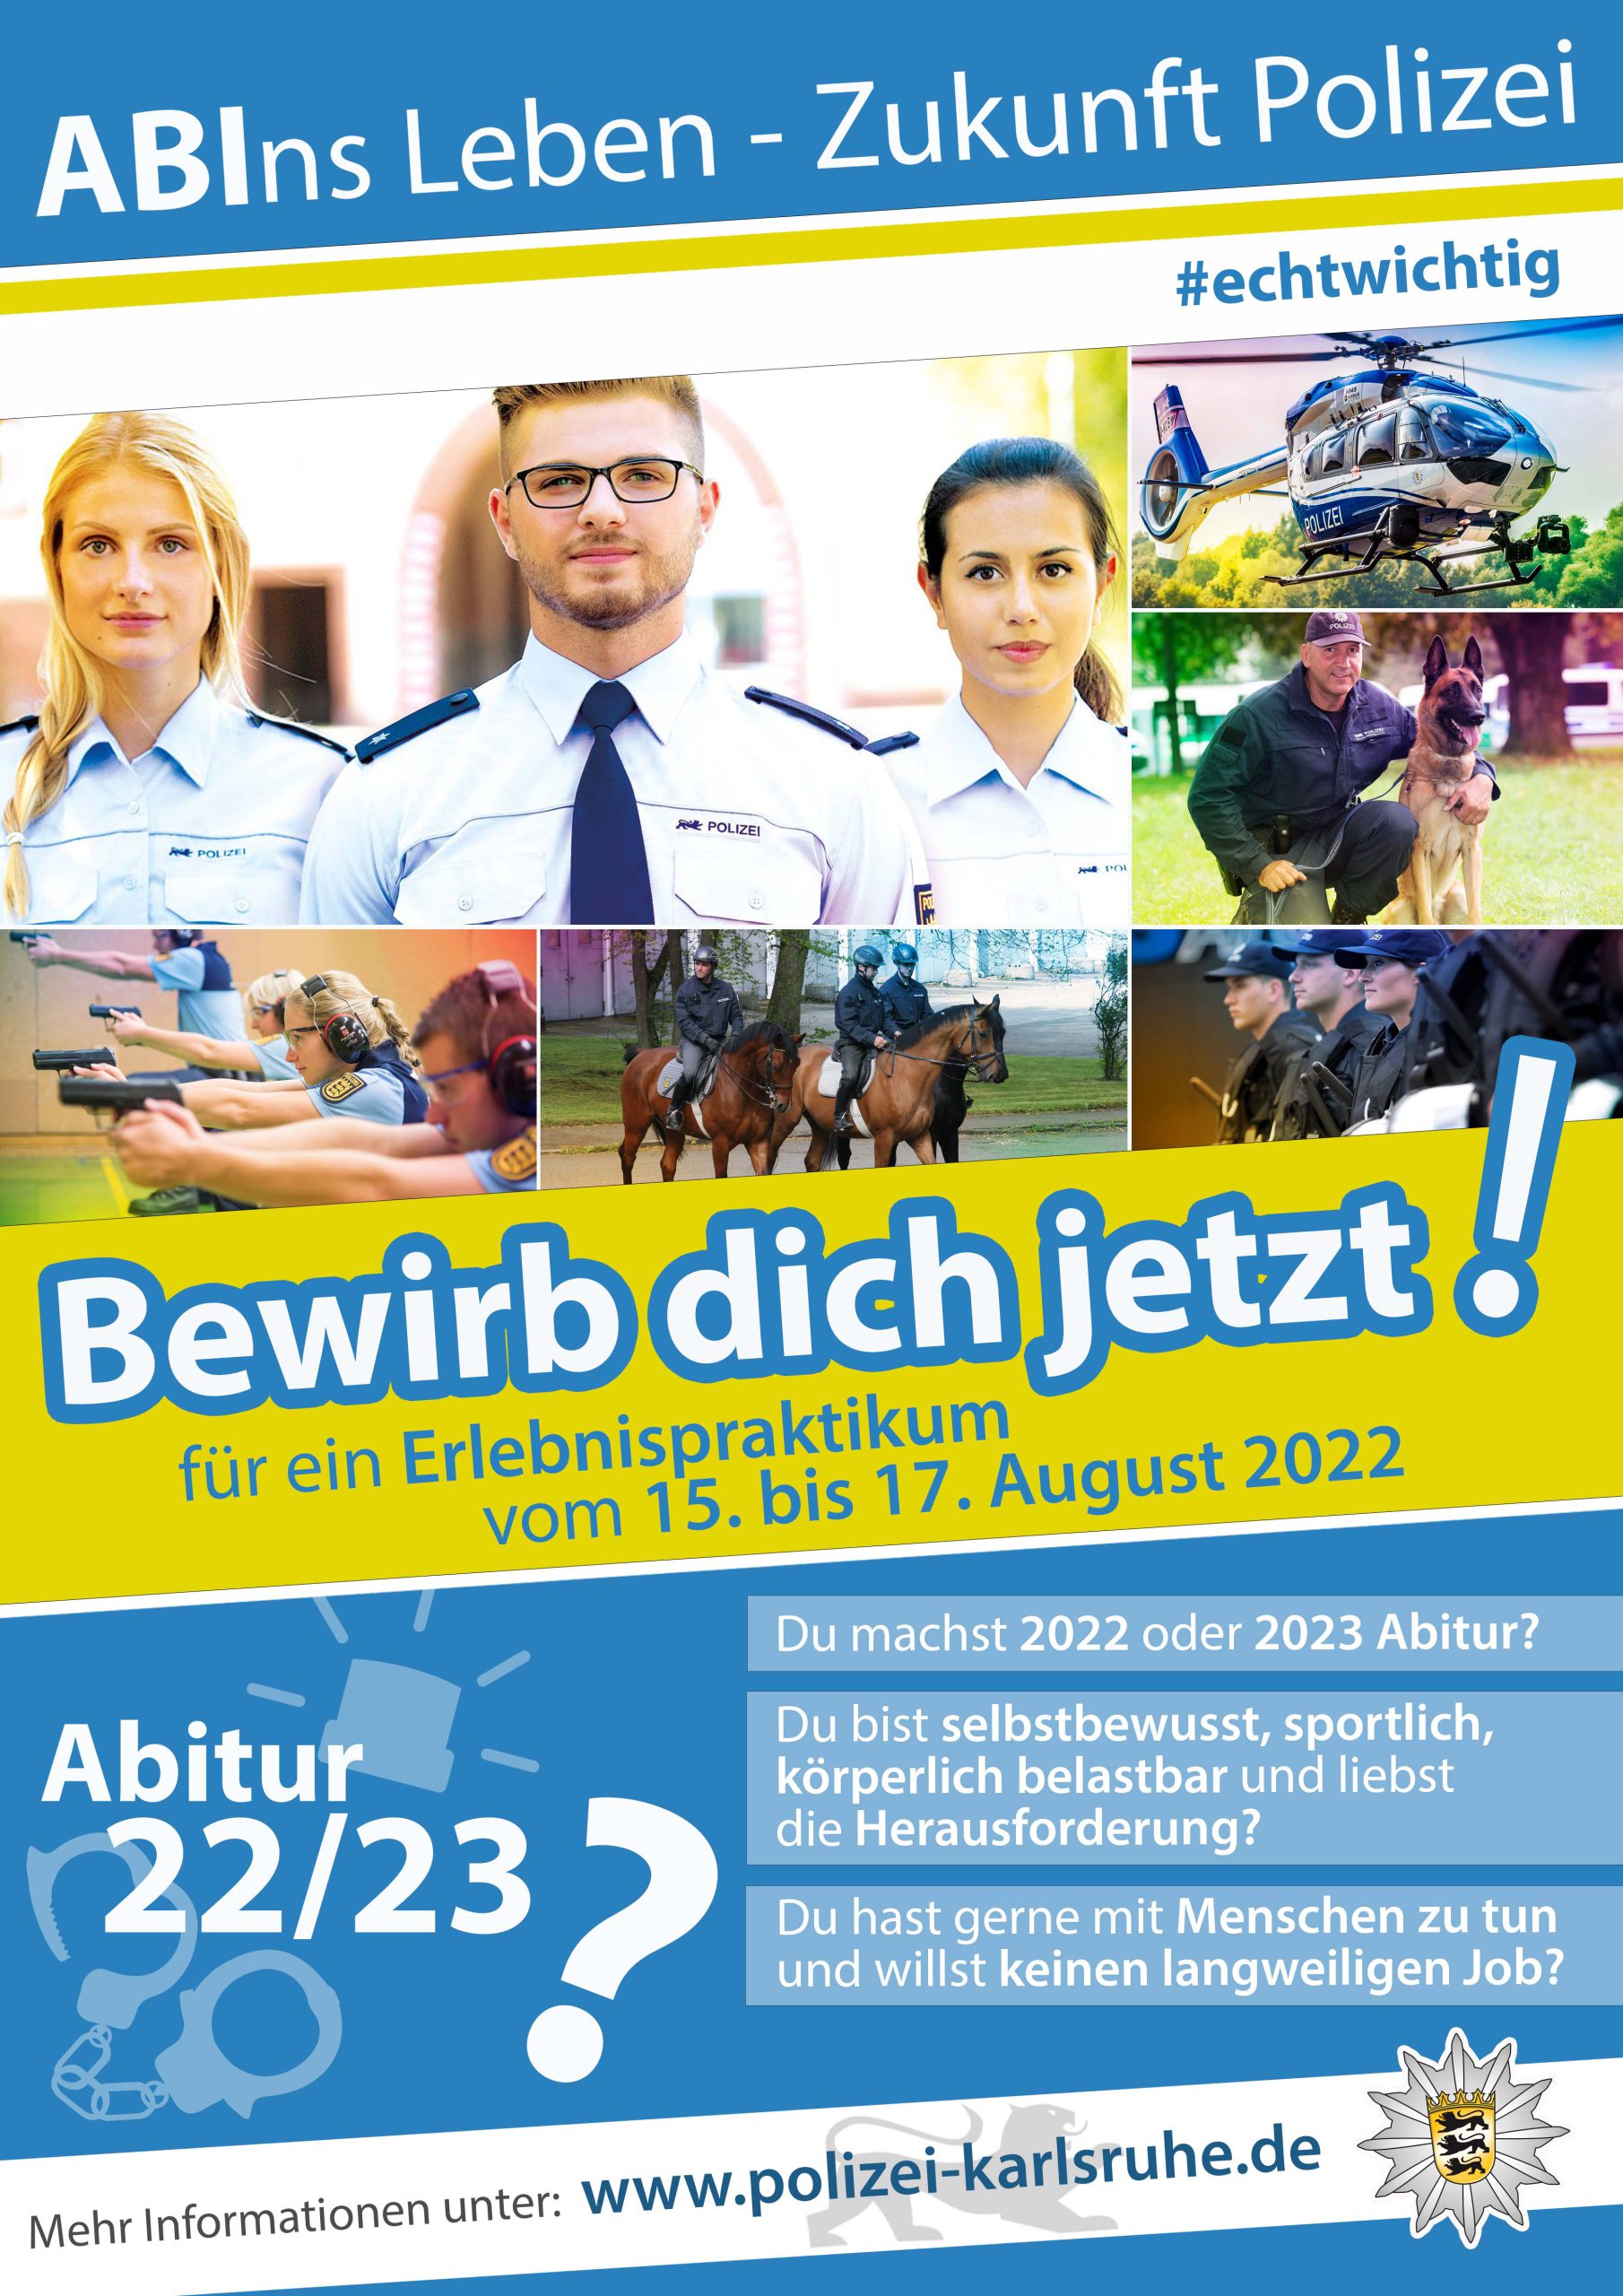 ABIns Leben - Zukunft Polizei
#echtwichtig
POLIZEI
POLIZEI
POLIZEI
POLIZEI
Bewirb dich jetzt!
für ein Erlebnispraktikum
vom 15. bis 17. August 2022
Abitur
22/23?
Du machst 2022 oder 2023 Abitur?
Du bist selbstbewusst, sportlich,
körperlich belastbar und liebst
die Herausforderung?
Du hast gerne mit Menschen zu tun
und willst keinen langweiligen Job?
Mehr Informationen unter: www.polizei-karlsruhe.de